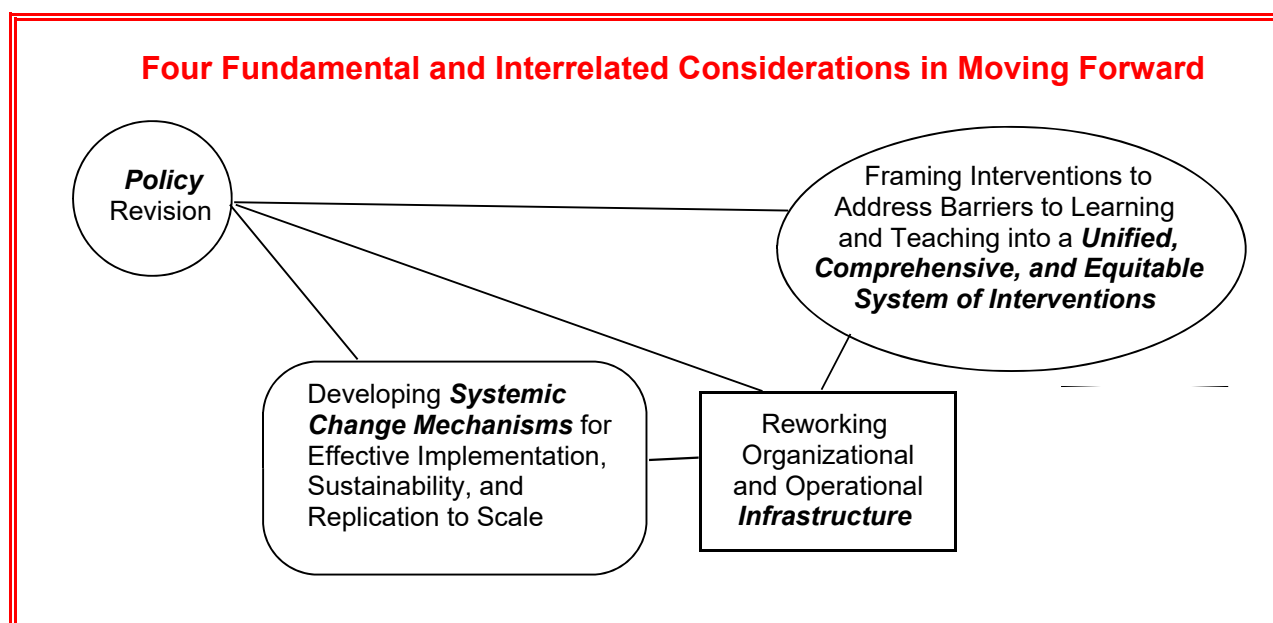 Four Fundamental and Interrelated Considerations in Moving Forward
Policy
Revision
Framing Interventions to
Address Barriers to Learning
and Teaching into a Unified,
Comprehensive, and Equitable
System of Interventions
Developing Systemic
Change Mechanisms for
Effective Implementation,
Sustainability, and
Replication to Scale
Reworking
Organizational
and Operational
Infrastructure